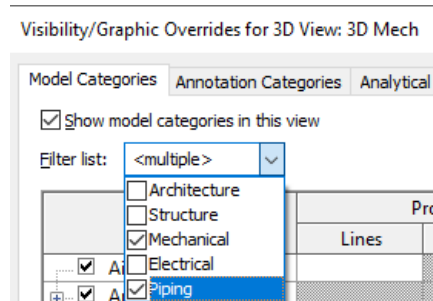 Visibility/Graphic Overrides for 3D View: 3D Mech
Model Categories Annotation Categories Analytical
Show model categories in this view
Filter list: <multiple>
Architecture
Structure
Mechanical
Lines
Electrical
Piping